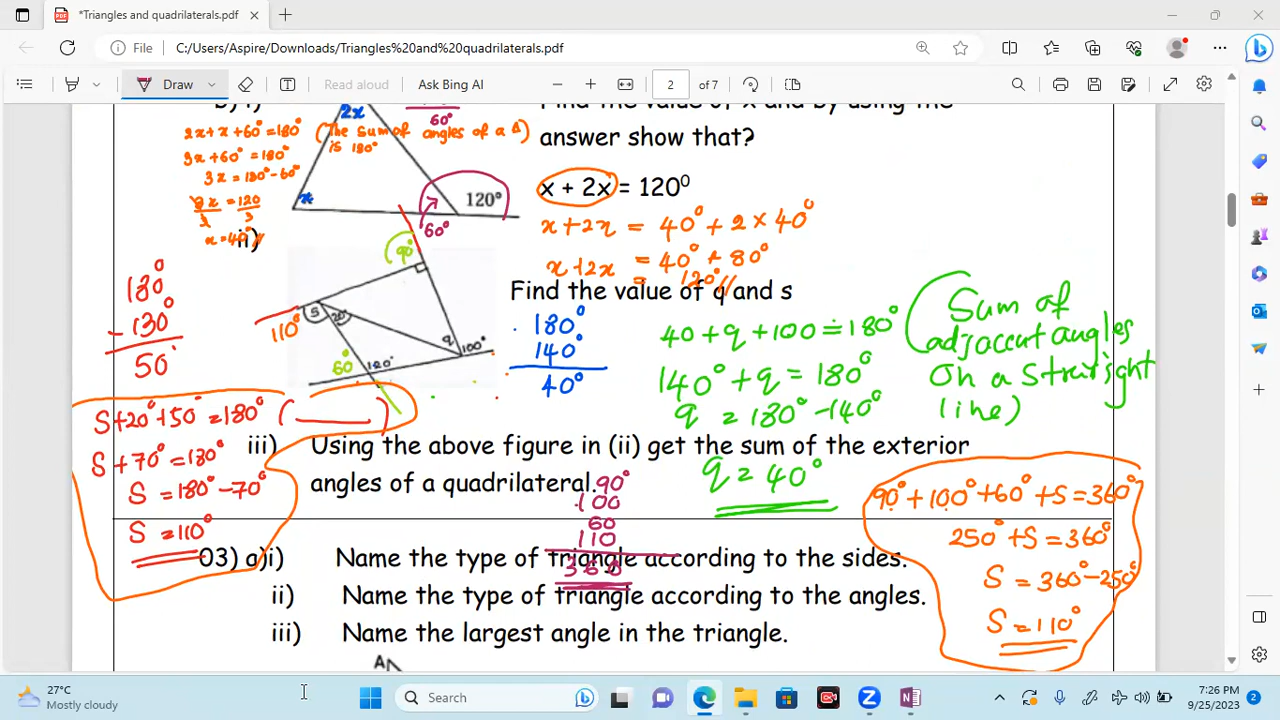 *Triangles and quadrilaterals.pdf
File
C:/Users/Aspire/Downloads/Triangles%20and%20quadrilaterals.pdf
Draw
Read aloud
Ask Bing AI
2
of 7
2x
60°
answer show that?
2x+x+60°=180° (The sum of angles of a Δ)
is 180°
3x+60°=180°
3x=180°-60°
x=40°//
x
120°
60°
x + 2x = 120⁰
x+2x = 40°+2×40°
x+2x = 40°+80°
= 120°//
ii)
90°
S
20°
110°
60°
120°
q
100°
Find the value of q and s
180°
- 130°
50°
180°
140°
40°
40+q+100=180°
(Sum of
adjacent angles
on a straight
line)
140°+q=180°
q =180°-140°
q = 40°
S+20°+50°=180° (
S+70°=180°
S =180°-70°
S =110°
iii)
Using the above figure in (ii) get the sum of the exterior
angles of a quadrilateral.
90°
100
60
110
360
90°+100°+60°+S=360°
250°+S=360°
S =360°-250°
S =110°
03) a)i) Name the type of triangle according to the sides.
ii) Name the type of triangle according to the angles.
iii) Name the largest angle in the triangle.
A
27°C
Mostly cloudy
Search
7:26 PM
9/25/2023
2